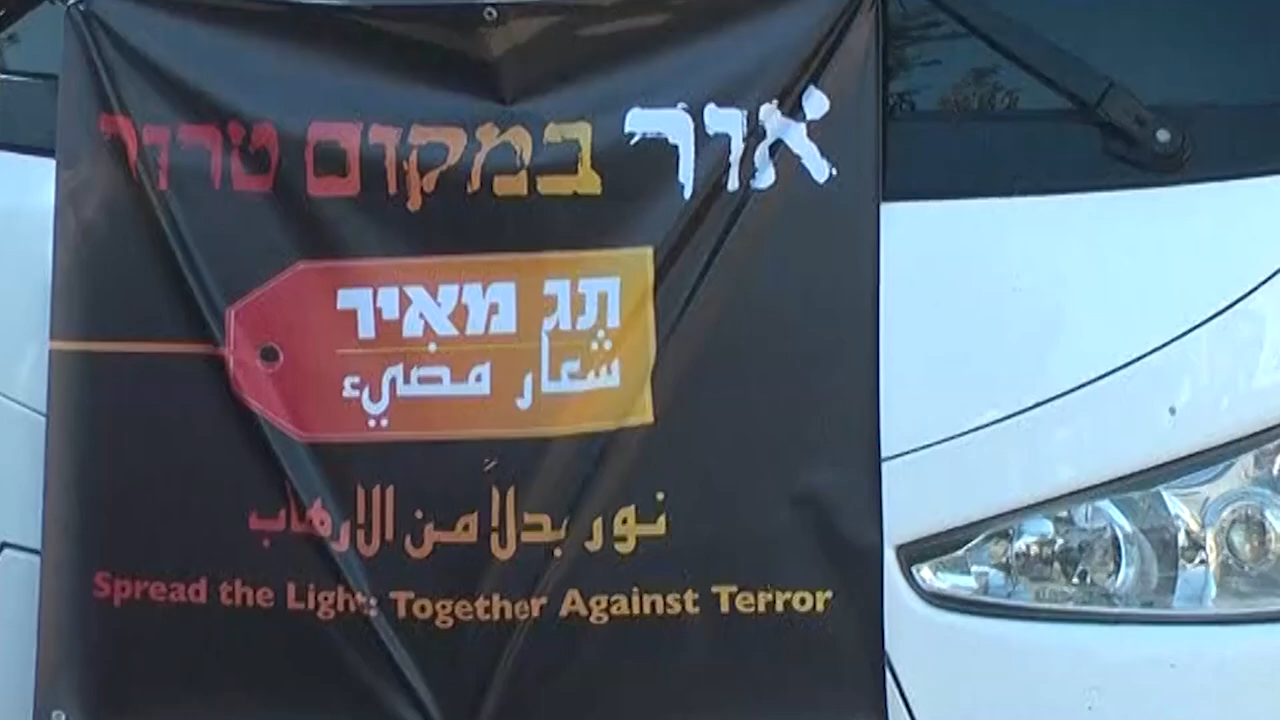 אור במקום טרור
תג מאיר
شعار مضيء
نور بدلاً من الارهاب
Spread the Light: Together Against Terror